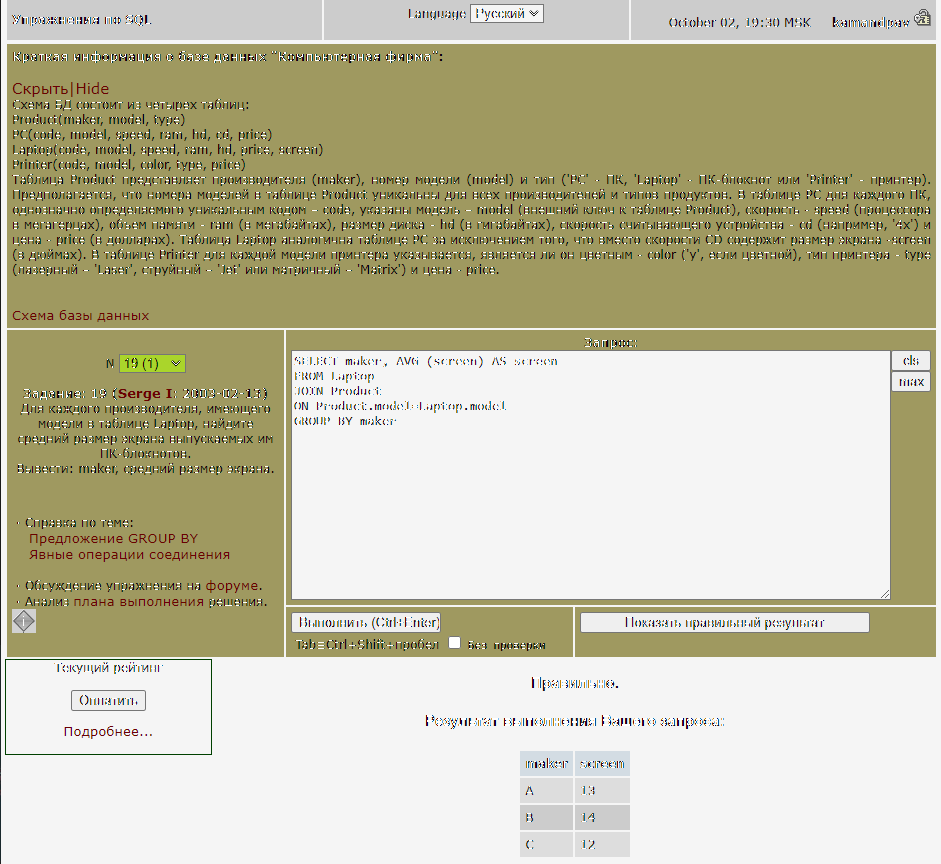 Упражнения по SQL
Language Русский
October 02, 19:30 MSK kamandpav
Краткая информация о базе данных "Компьютерная фирма":
Скрыть|Hide
Схема БД состоит из четырех таблиц:
Product(maker, model, type)
PC(code, model, speed, ram, hd, cd, price)
Laptop(code, model, speed, ram, hd, price, screen)
Printer(code, model, color, type, price)
Таблица Product представляет производителя (maker), номер модели (model) и тип ('PC' - ПК, 'Laptop' - ПК-блокнот или 'Printer' - принтер).
Предполагается, что номера моделей в таблице Product уникальны для всех производителей и типов продуктов. В таблице PC для каждого ПК,
однозначно определяемого уникальным кодом – code, указаны модель – model (внешний ключ к таблице Product), скорость - speed (процессора
в мегагерцах), объем памяти - ram (в мегабайтах), размер диска - hd (в гигабайтах), скорость считывающего устройства - cd (например, '4x') и
цена - price (в долларах). Таблица Laptop аналогична таблице РС за исключением того, что вместо скорости CD содержит размер экрана -screen
(в дюймах). В таблице Printer для каждой модели принтера указывается, является ли он цветным - color ('y', если цветной), тип принтера - type
(лазерный – 'Laser', струйный – 'Jet' или матричный – 'Matrix') и цена - price.
Схема базы данных
N 19 (1)
Задание: 19 (Serge I: 2003-02-13)
Для каждого производителя, имеющего
модели в таблице Laptop, найдите
средний размер экрана выпускаемых им
ПК-блокнотов.
Вывести: maker, средний размер экрана.
· Справка по теме:
Предложение GROUP BY
Явные операции соединения
· Обсуждение упражнения на форуме.
· Анализ плана выполнения решения.
Запрос:
SELECT maker, AVG (screen) AS screen
FROM Laptop
JOIN Product
ON Product.model=Laptop.model
GROUP BY maker
cls
max
Выполнить (Ctrl+Enter)
Tab=Ctrl+Shift+пробел без проверки
Показать правильный результат
Текущий рейтинг
Оплатить
Подробнее...
Правильно.
Результат выполнения Вашего запроса:
maker screen
A 13
B 14
C 12